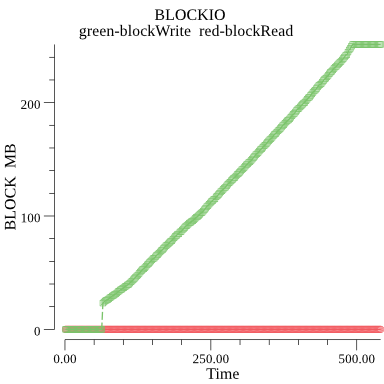 BLOCKIO
green-blockWrite red-blockRead
BLOCK MB
200
100
0
0.00 250.00 500.00
Time